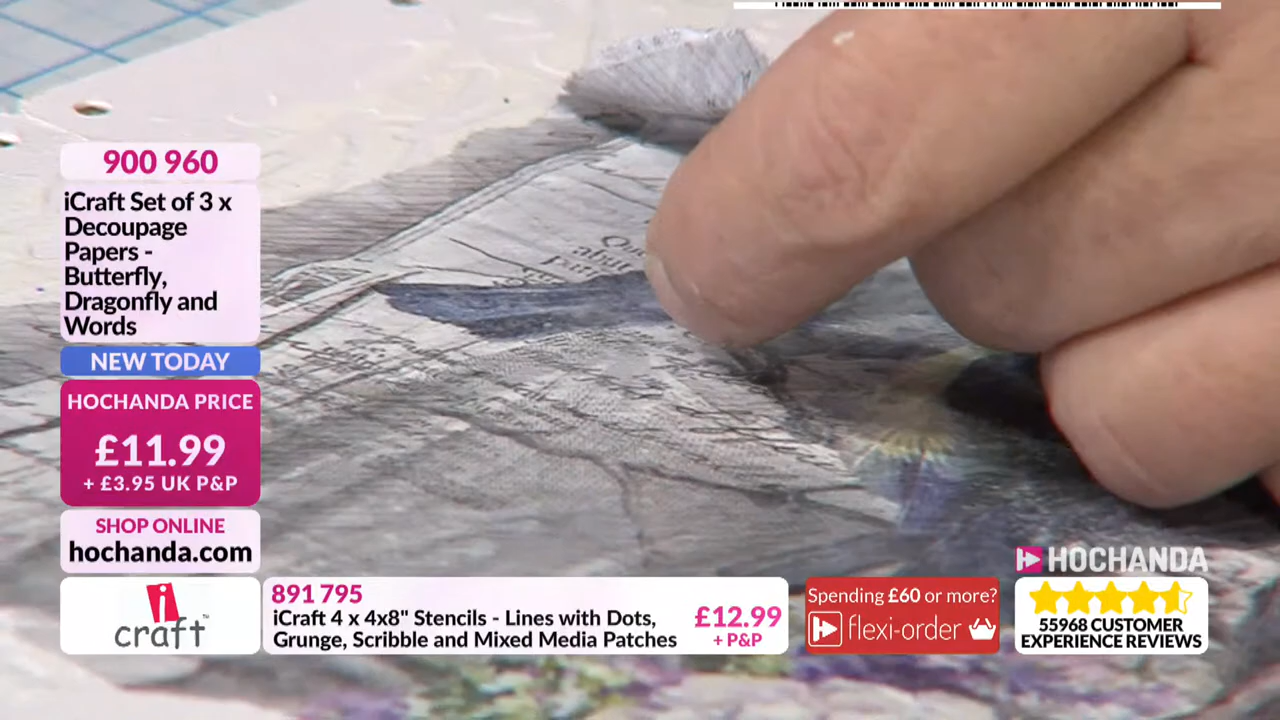 900 960
iCraft Set of 3 x
Decoupage
Papers -
Butterfly,
Dragonfly and
Words
NEW TODAY
HOCHANDA PRICE
£11.99
+ £3.95 UK P&P
SHOP ONLINE
hochanda.com
i
craft™
891 795
iCraft 4 x 4x8" Stencils - Lines with Dots,
Grunge, Scribble and Mixed Media Patches
£12.99
+ P&P
Spending £60 or more?
flexi-order
HOCHANDA
55968 CUSTOMER
EXPERIENCE REVIEWS